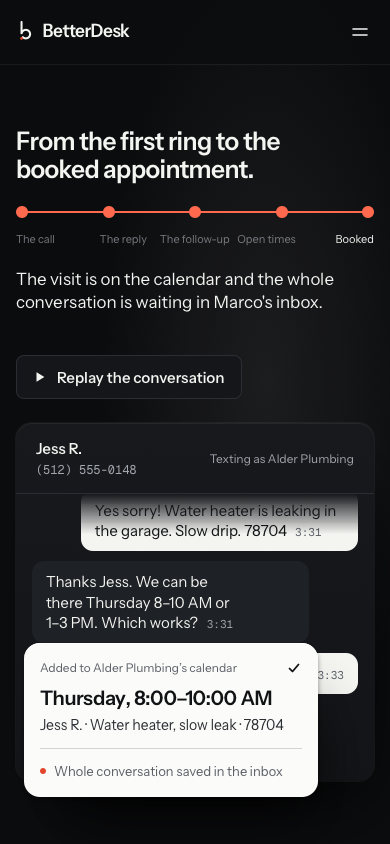 BetterDesk
From the first ring to the
booked appointment.
The call
The reply
The follow-up
Open times
Booked
The visit is on the calendar and the whole
conversation is waiting in Marco's inbox.
Replay the conversation
Jess R.
(512) 555-0148
Texting as Alder Plumbing
Yes sorry! Water heater is leaking in
the garage. Slow drip. 78704 3:31
Thanks Jess. We can be
there Thursday 8–10 AM or
1–3 PM. Which works? 3:31
3:33
Added to Alder Plumbing's calendar
Thursday, 8:00–10:00 AM
Jess R. · Water heater, slow leak · 78704
Whole conversation saved in the inbox